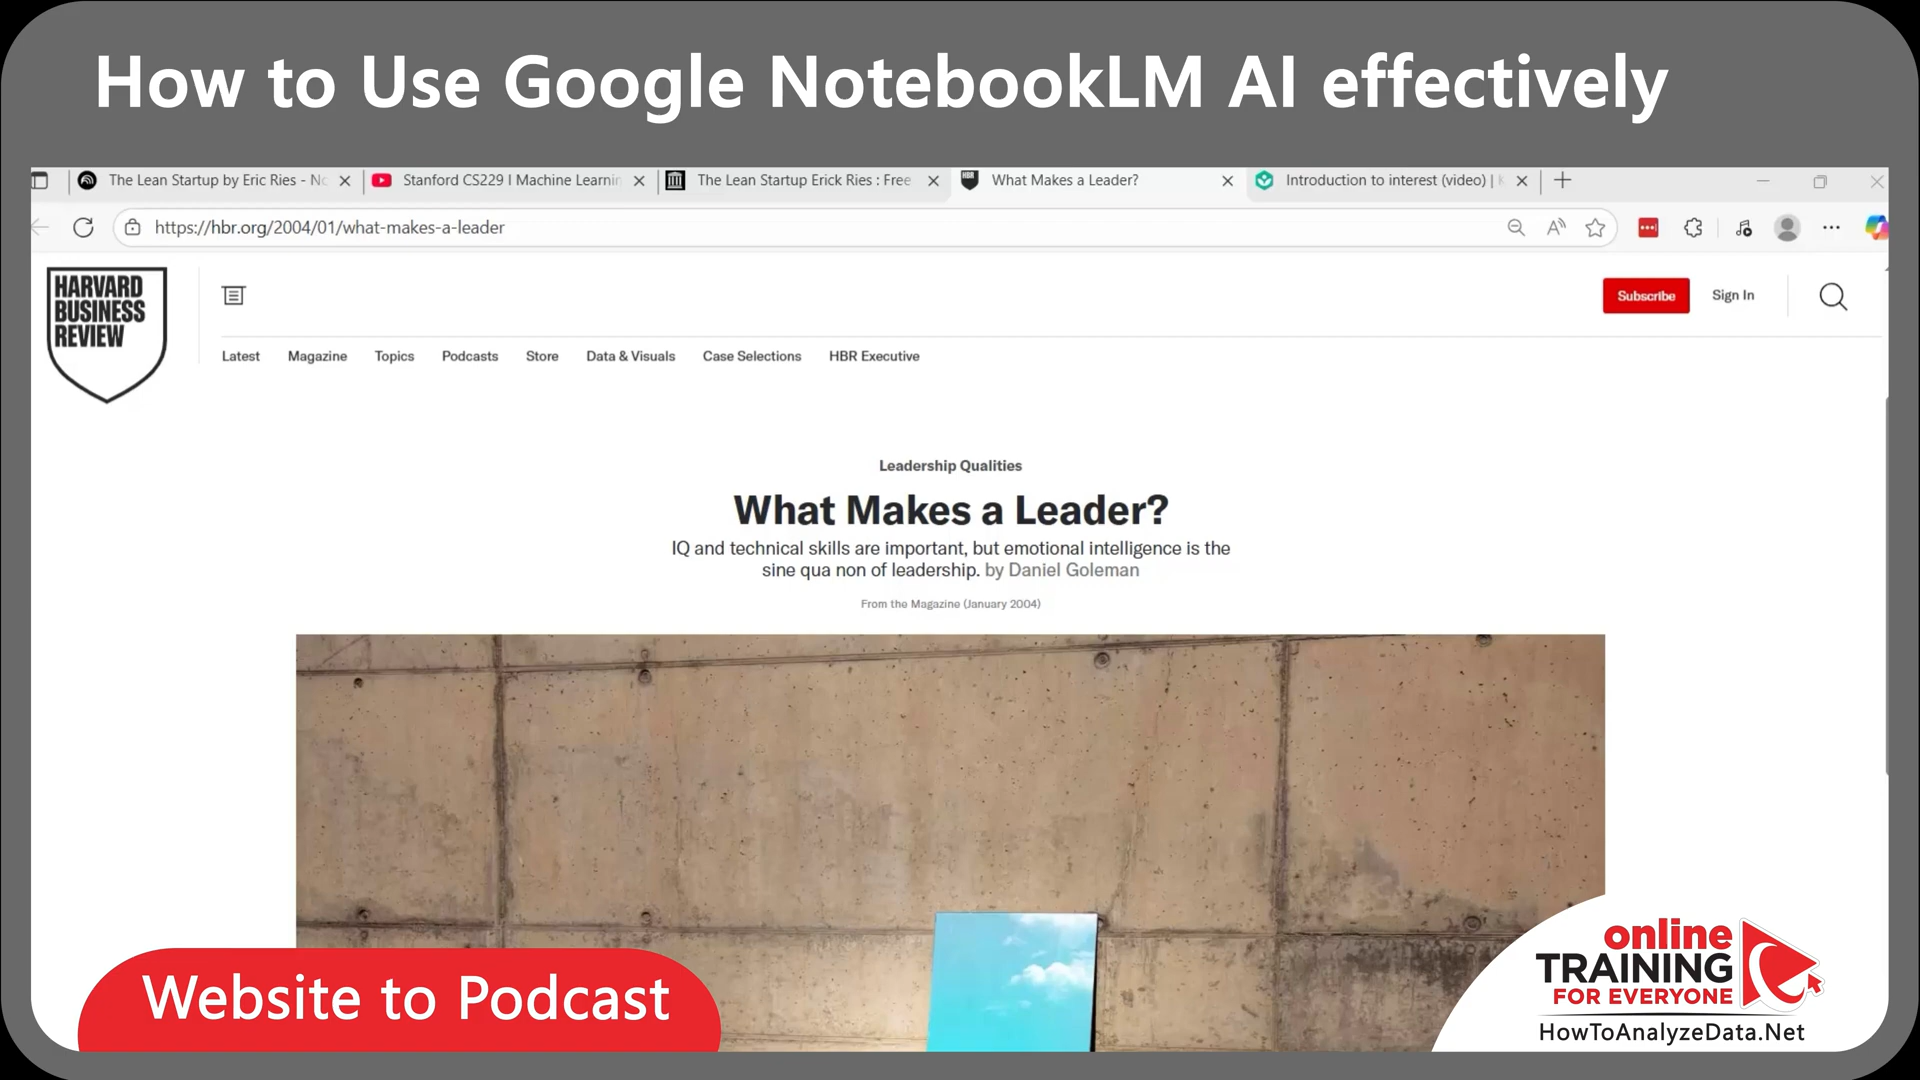 How to Use Google NotebookLM AI effectively
The Lean Startup by Eric Ries - No
Stanford CS229 I Machine Learnin
The Lean Startup Erick Ries : Free
What Makes a Leader?
Introduction to interest (video) |
https://hbr.org/2004/01/what-makes-a-leader
HARVARD
BUSINESS
REVIEW
Subscribe
Sign In
Latest
Magazine
Topics
Podcasts
Store
Data & Visuals
Case Selections
HBR Executive
Leadership Qualities
What Makes a Leader?
IQ and technical skills are important, but emotional intelligence is the
sine qua non of leadership. by Daniel Goleman
From the Magazine (January 2004)
Website to Podcast
online
TRAINING
FOR EVERYONE
HowToAnalyzeData.Net